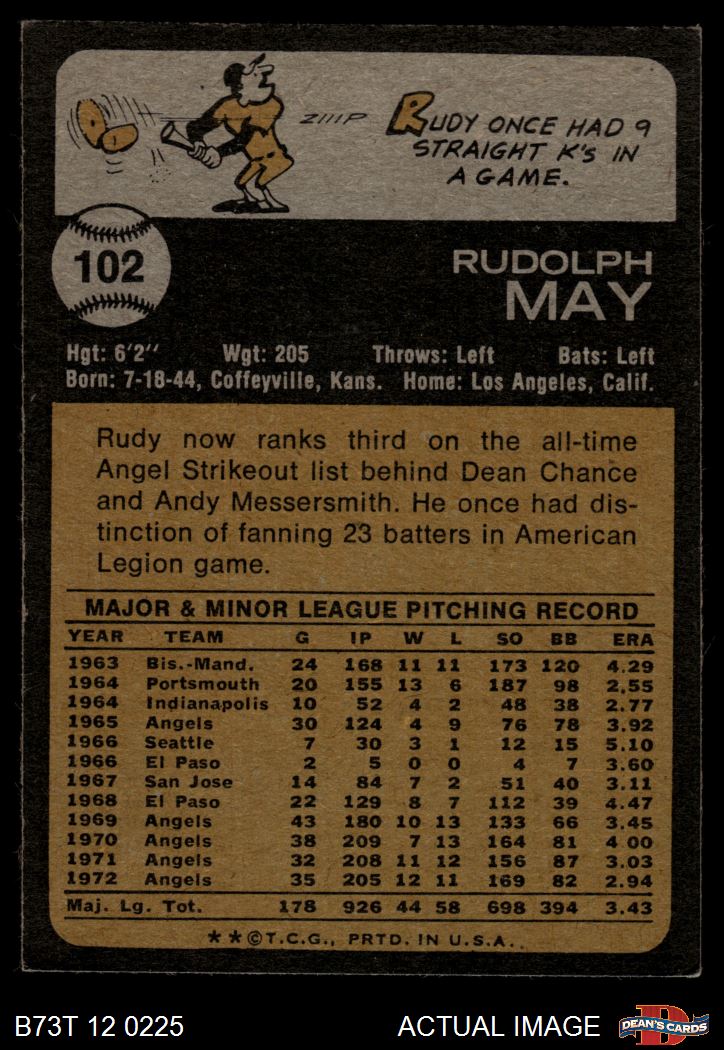 ZIIIP
RUDY ONCE HAD 9
STRAIGHT K's IN
A GAME.
102
RUDOLPH
MAY
Hgt: 6'2" Wgt: 205 Throws: Left Bats: Left
Born: 7-18-44, Coffeyville, Kans. Home: Los Angeles, Calif.
Rudy now ranks third on the all-time
Angel Strikeout list behind Dean Chance
and Andy Messersmith. He once had dis-
tinction of fanning 23 batters in American
Legion game.
MAJOR & MINOR LEAGUE PITCHING RECORD
YEAR TEAM G IP W L SO BB ERA
1963 Bis.-Mand. 24 168 11 11 173 120 4.29
1964 Portsmouth 20 155 13 6 187 98 2.55
1964 Indianapolis 10 52 4 2 48 38 2.77
1965 Angels 30 124 4 9 76 78 3.92
1966 Seattle 7 30 3 1 12 15 5.10
1966 El Paso 2 5 0 0 4 7 3.60
1967 San Jose 14 84 7 2 51 40 3.11
1968 El Paso 22 129 8 7 112 39 4.47
1969 Angels 43 180 10 13 133 66 3.45
1970 Angels 38 209 7 13 164 81 4 00
1971 Angels 32 208 11 12 156 87 3.03
1972 Angels 35 205 12 11 169 82 2.94
Maj. Lg. Tot. 178 926 44 58 698 394 3.43
**©T.C.G., PRTD. IN U.S.A.
B73T 12 0225 ACTUAL IMAGE
D
DEAN'S CARDS